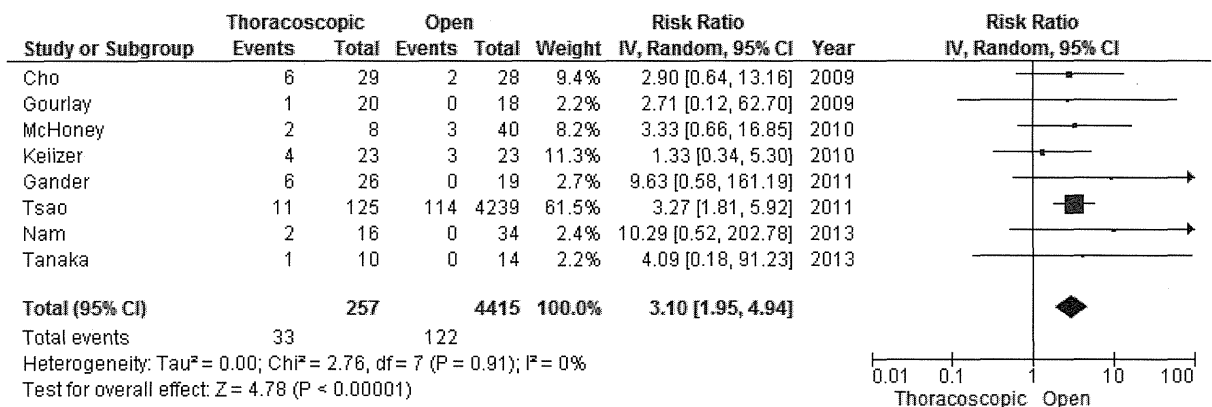 Thoracoscopic Open Risk Ratio Risk Ratio
Study or Subgroup Events Total Events Total Weight IV, Random, 95% CI Year IV, Random, 95% CI
Cho 6 29 2 28 9.4% 2.90 [0.64, 13.16] 2009
Gourlay 1 20 0 18 2.2% 2.71 [0.12, 62.70] 2009
McHoney 2 8 3 40 8.2% 3.33 [0.66, 16.85] 2010
Keiizer 4 23 3 23 11.3% 1.33 [0.34, 5.30] 2010
Gander 6 26 0 19 2.7% 9.63 [0.58, 161.19] 2011
Tsao 11 125 114 4239 61.5% 3.27 [1.81, 5.92] 2011
Nam 2 16 0 34 2.4% 10.29 [0.52, 202.78] 2013
Tanaka 1 10 0 14 2.2% 4.09 [0.18, 91.23] 2013
Total (95% CI) 257 4415 100.0% 3.10 [1.95, 4.94]
Total events 33 122
Heterogeneity: Tau² = 0.00; Chi² = 2.76, df = 7 (P = 0.91); I² = 0%
Test for overall effect: Z = 4.78 (P < 0.00001)
0.01 0.1 1 10 100
Thoracoscopic Open